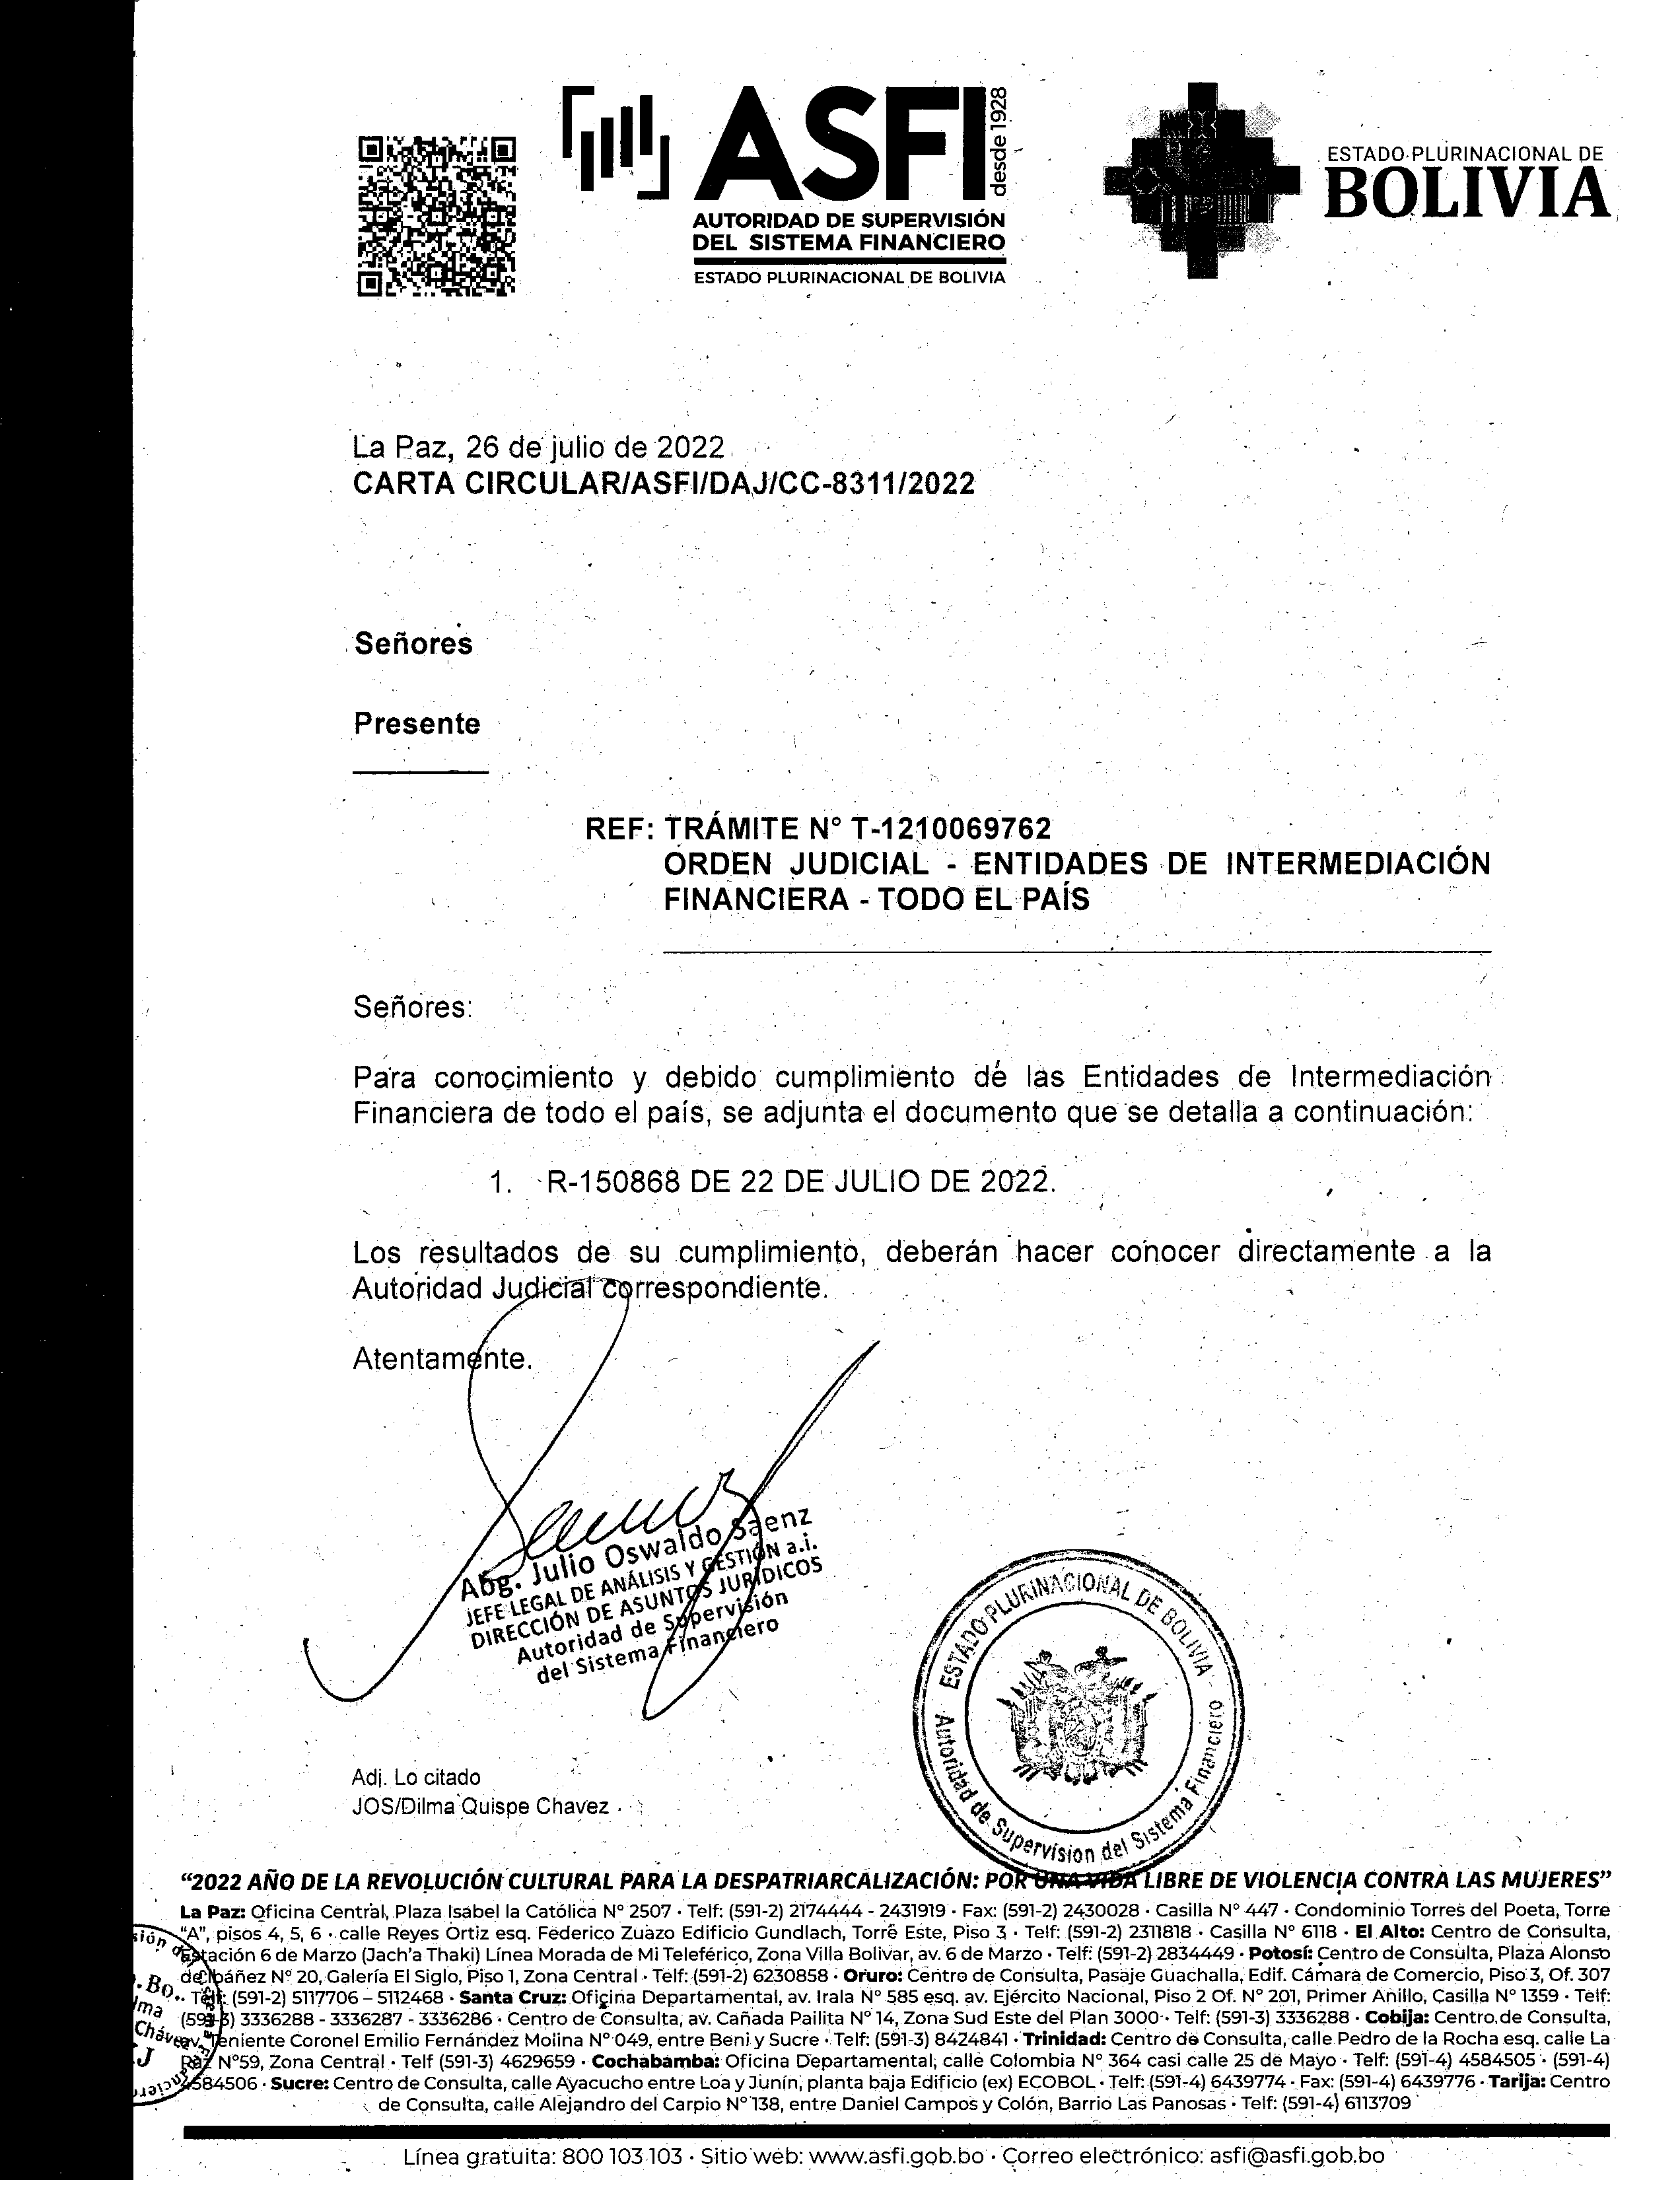 ASFI
desde 1928
AUTORIDAD DE SUPERVISIÓN
DEL SISTEMA FINANCIERO
ESTADO PLURINACIONAL DE BOLIVIA
ESTADO PLURINACIONAL DE
BOLIVIA
La Paz, 26 de julio de 2022
CARTA CIRCULAR/ASFI/DAJ/CC-8311/2022
Señores
Presente
REF: TRÁMITE N° T-1210069762
ORDEN JUDICIAL - ENTIDADES DE INTERMEDIACIÓN
FINANCIERA - TODO EL PAÍS
Señores:
Para conocimiento y debido cumplimiento de las Entidades de Intermediación
Financiera de todo el país, se adjunta el documento que se detalla a continuación:
1. R-150868 DE 22 DE JULIO DE 2022.
Los resultados de su cumplimiento, deberán hacer conocer directamente a la
Autoridad Judicial correspondiente.
Atentamente.
Abg. Julio Oswaldo Saenz
JEFE LEGAL DE ANÁLISIS Y GESTIÓN a.i.
DIRECCIÓN DE ASUNTOS JURÍDICOS
Autoridad de Supervisión
del Sistema Financiero
ESTADO PLURINACIONAL DE BOLIVIA
Autoridad de Supervision del Sistema Financiero
Adj. Lo citado
JOS/Dilma Quispe Chavez
"2022 AÑO DE LA REVOLUCIÓN CULTURAL PARA LA DESPATRIARCALIZACIÓN: POR UNA VIDA LIBRE DE VIOLENCIA CONTRA LAS MUJERES"
La Paz: Oficina Central, Plaza Isabel la Católica N° 2507 · Telf: (591-2) 2174444 - 2431919 · Fax: (591-2) 2430028 · Casilla N° 447 · Condominio Torres del Poeta, Torre
"A", pisos 4, 5, 6 · calle Reyes Ortiz esq. Federico Zuazo Edificio Gundlach, Torre Este, Piso 3 · Telf: (591-2) 2311818 · Casilla N° 6118 · El Alto: Centro de Consulta,
Estación 6 de Marzo (Jach'a Thaki) Línea Morada de Mi Teleférico, Zona Villa Bolivar, av. 6 de Marzo · Telf: (591-2) 2834449 · Potosí: Centro de Consulta, Plaza Alonso
de Ibáñez N° 20, Galería El Siglo, Piso 1, Zona Central · Telf: (591-2) 6230858 · Oruro: Centro de Consulta, Pasaje Guachalla, Edif. Cámara de Comercio, Piso 3, Of. 307
Telf: (591-2) 5117706 – 5112468 · Santa Cruz: Oficina Departamental, av. Irala N° 585 esq. av. Ejército Nacional, Piso 2 Of. N° 201, Primer Anillo, Casilla N° 1359 · Telf:
(591-3) 3336288 - 3336287 - 3336286 · Centro de Consulta, av. Cañada Pailita N° 14, Zona Sud Este del Plan 3000 · Telf: (591-3) 3336288 · Cobija: Centro de Consulta,
av. Teniente Coronel Emilio Fernández Molina N° 049, entre Beni y Sucre · Telf: (591-3) 8424841 · Trinidad: Centro de Consulta, calle Pedro de la Rocha esq. calle La
Paz N°59, Zona Central · Telf (591-3) 4629659 · Cochabamba: Oficina Departamental, calle Colombia N° 364 casi calle 25 de Mayo · Telf: (591-4) 4584505 · (591-4)
4584506 · Sucre: Centro de Consulta, calle Ayacucho entre Loa y Junín, planta baja Edificio (ex) ECOBOL · Telf: (591-4) 6439774 · Fax: (591-4) 6439776 · Tarija: Centro
de Consulta, calle Alejandro del Carpio N° 138, entre Daniel Campos y Colón, Barrio Las Panosas · Telf: (591-4) 6113709
Línea gratuita: 800 103 103 · Sitio web: www.asfi.gob.bo · Correo electrónico: asfi@asfi.gob.bo